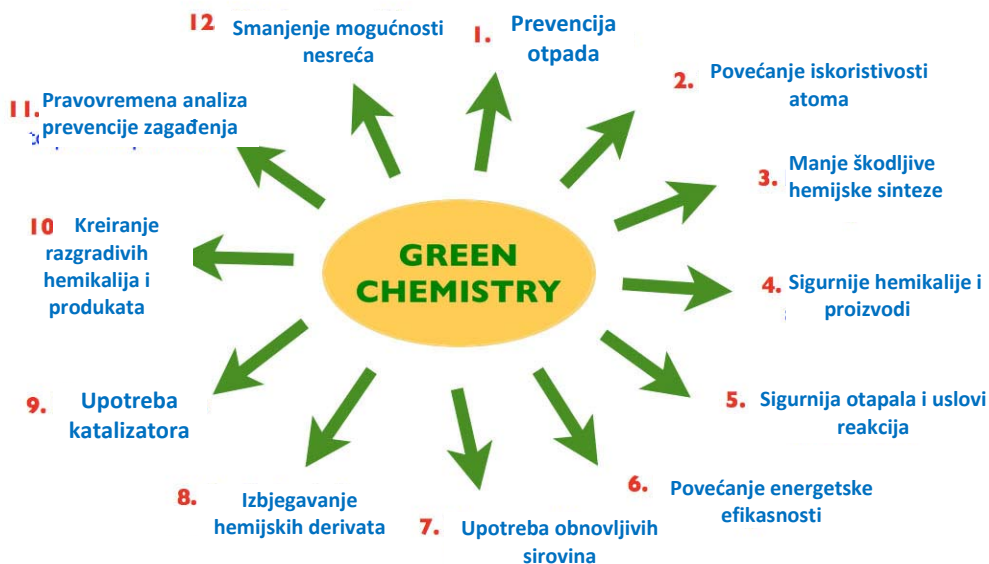 GREEN
CHEMISTRY
1. Prevencija
otpada
2. Povećanje iskoristivosti
atoma
3. Manje škodljive
hemijske sinteze
4. Sigurnije hemikalije i
proizvodi
5. Sigurnija otapala i uslovi
reakcija
6. Povećanje energetske
efikasnosti
7. Upotreba obnovljivih
sirovina
8. Izbjegavanje
hemijskih derivata
9. Upotreba
katalizatora
10 Kreiranje
razgradivih
hemikalija i
produkata
11. Pravovremena analiza
prevencije zagađenja
12 Smanjenje mogućnosti
nesreća